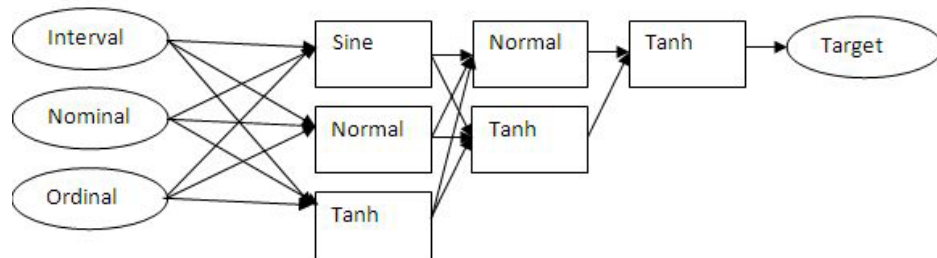 Interval
Nominal
Ordinal
Sine
Normal
Tanh
Normal
Tanh
Tanh
Target